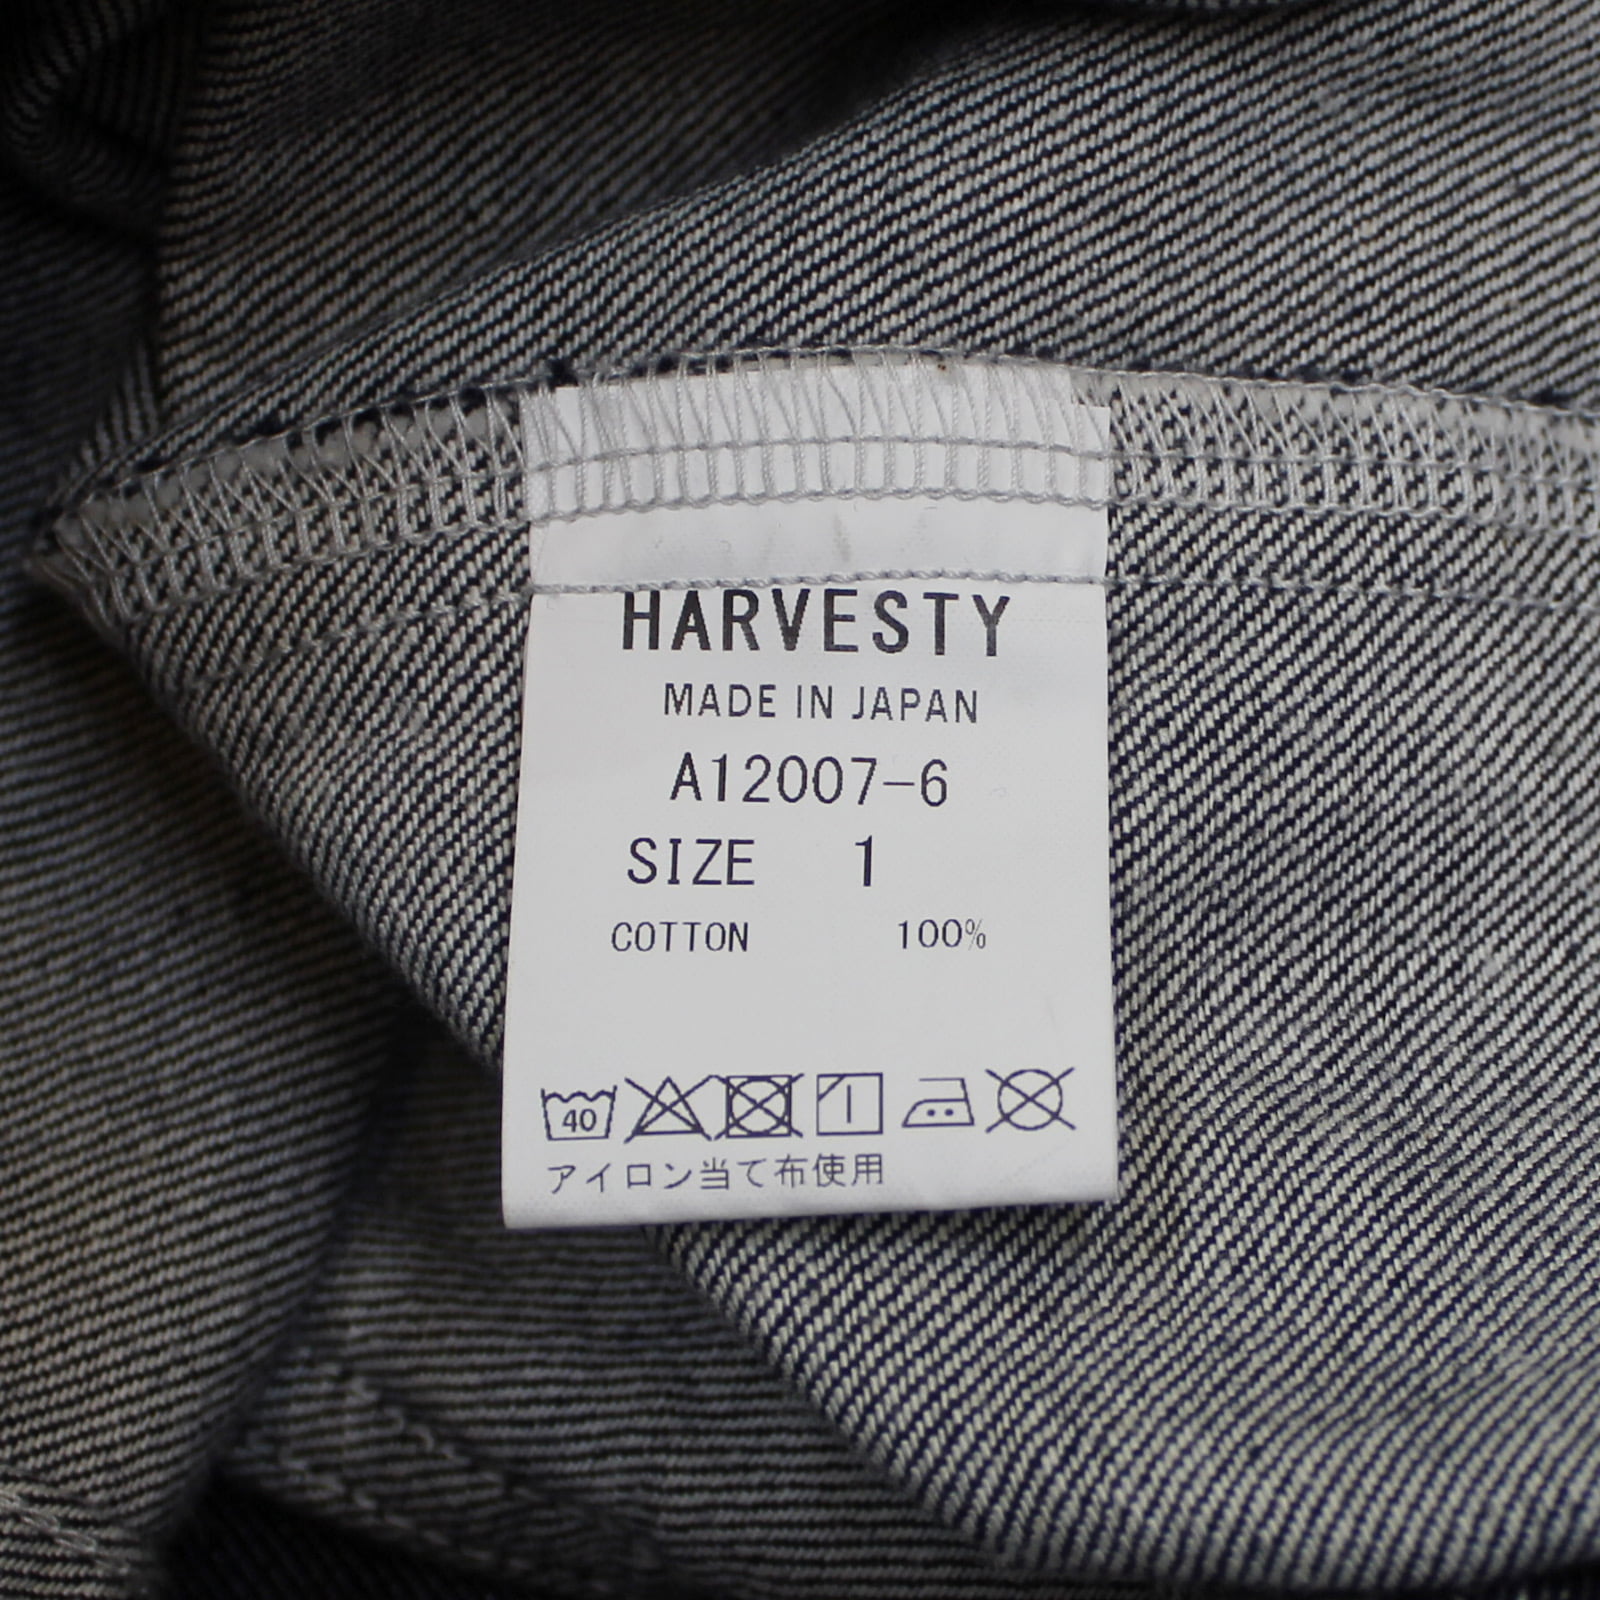 HARVESTY
MADE IN JAPAN
A12007-6
SIZE 1
COTTON 100%
40
アイロン当て布使用